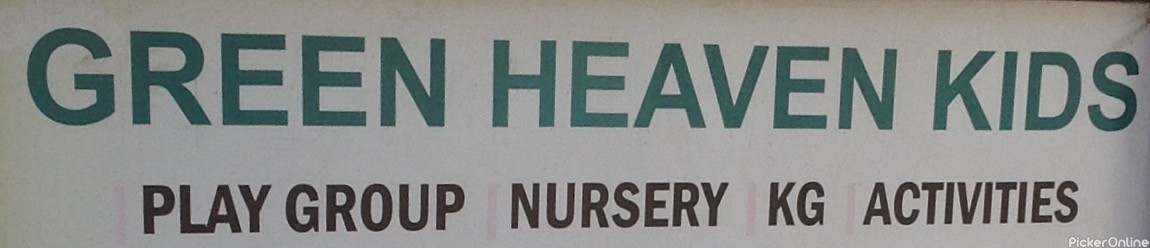 GREEN HEAVEN KIDS
PLAY GROUP | NURSERY | KG | ACTIVITIES
PickerOnline